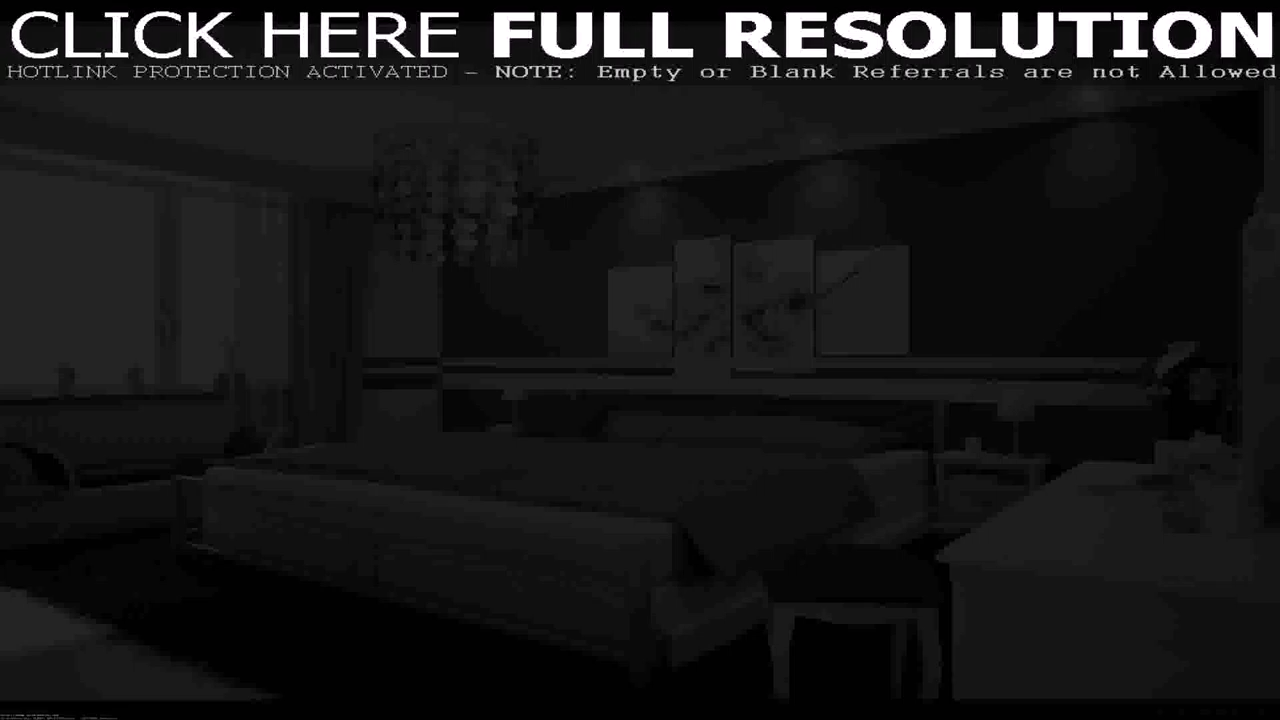 CLICK HERE FULL RESOLUTION
HOTLINK PROTECTION ACTIVATED - NOTE: Empty or Blank Referrals are not Allowed